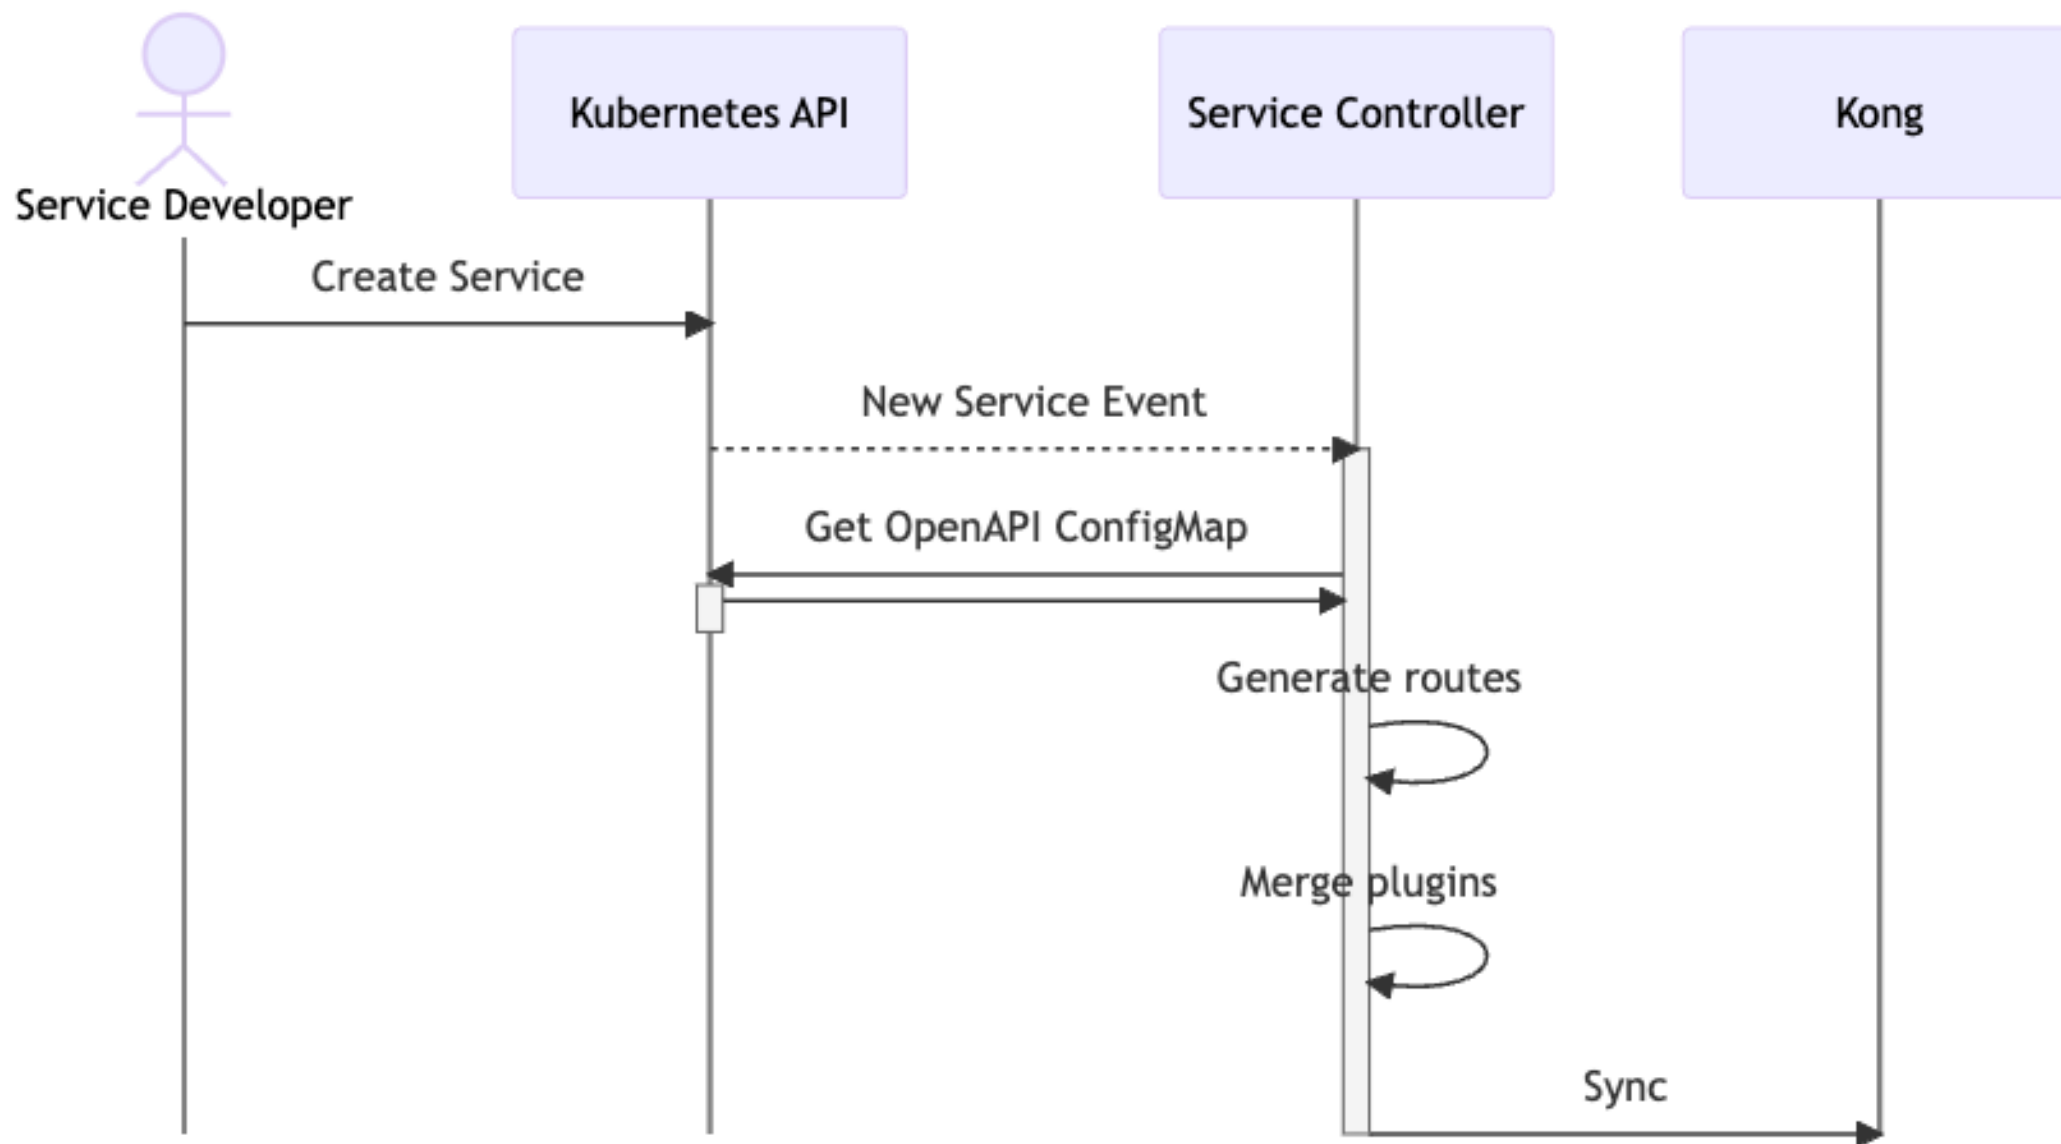 Kubernetes API
Service Controller
Kong
Service Developer
Create Service
New Service Event
Get OpenAPI ConfigMap
Generate routes
Merge plugins
Sync